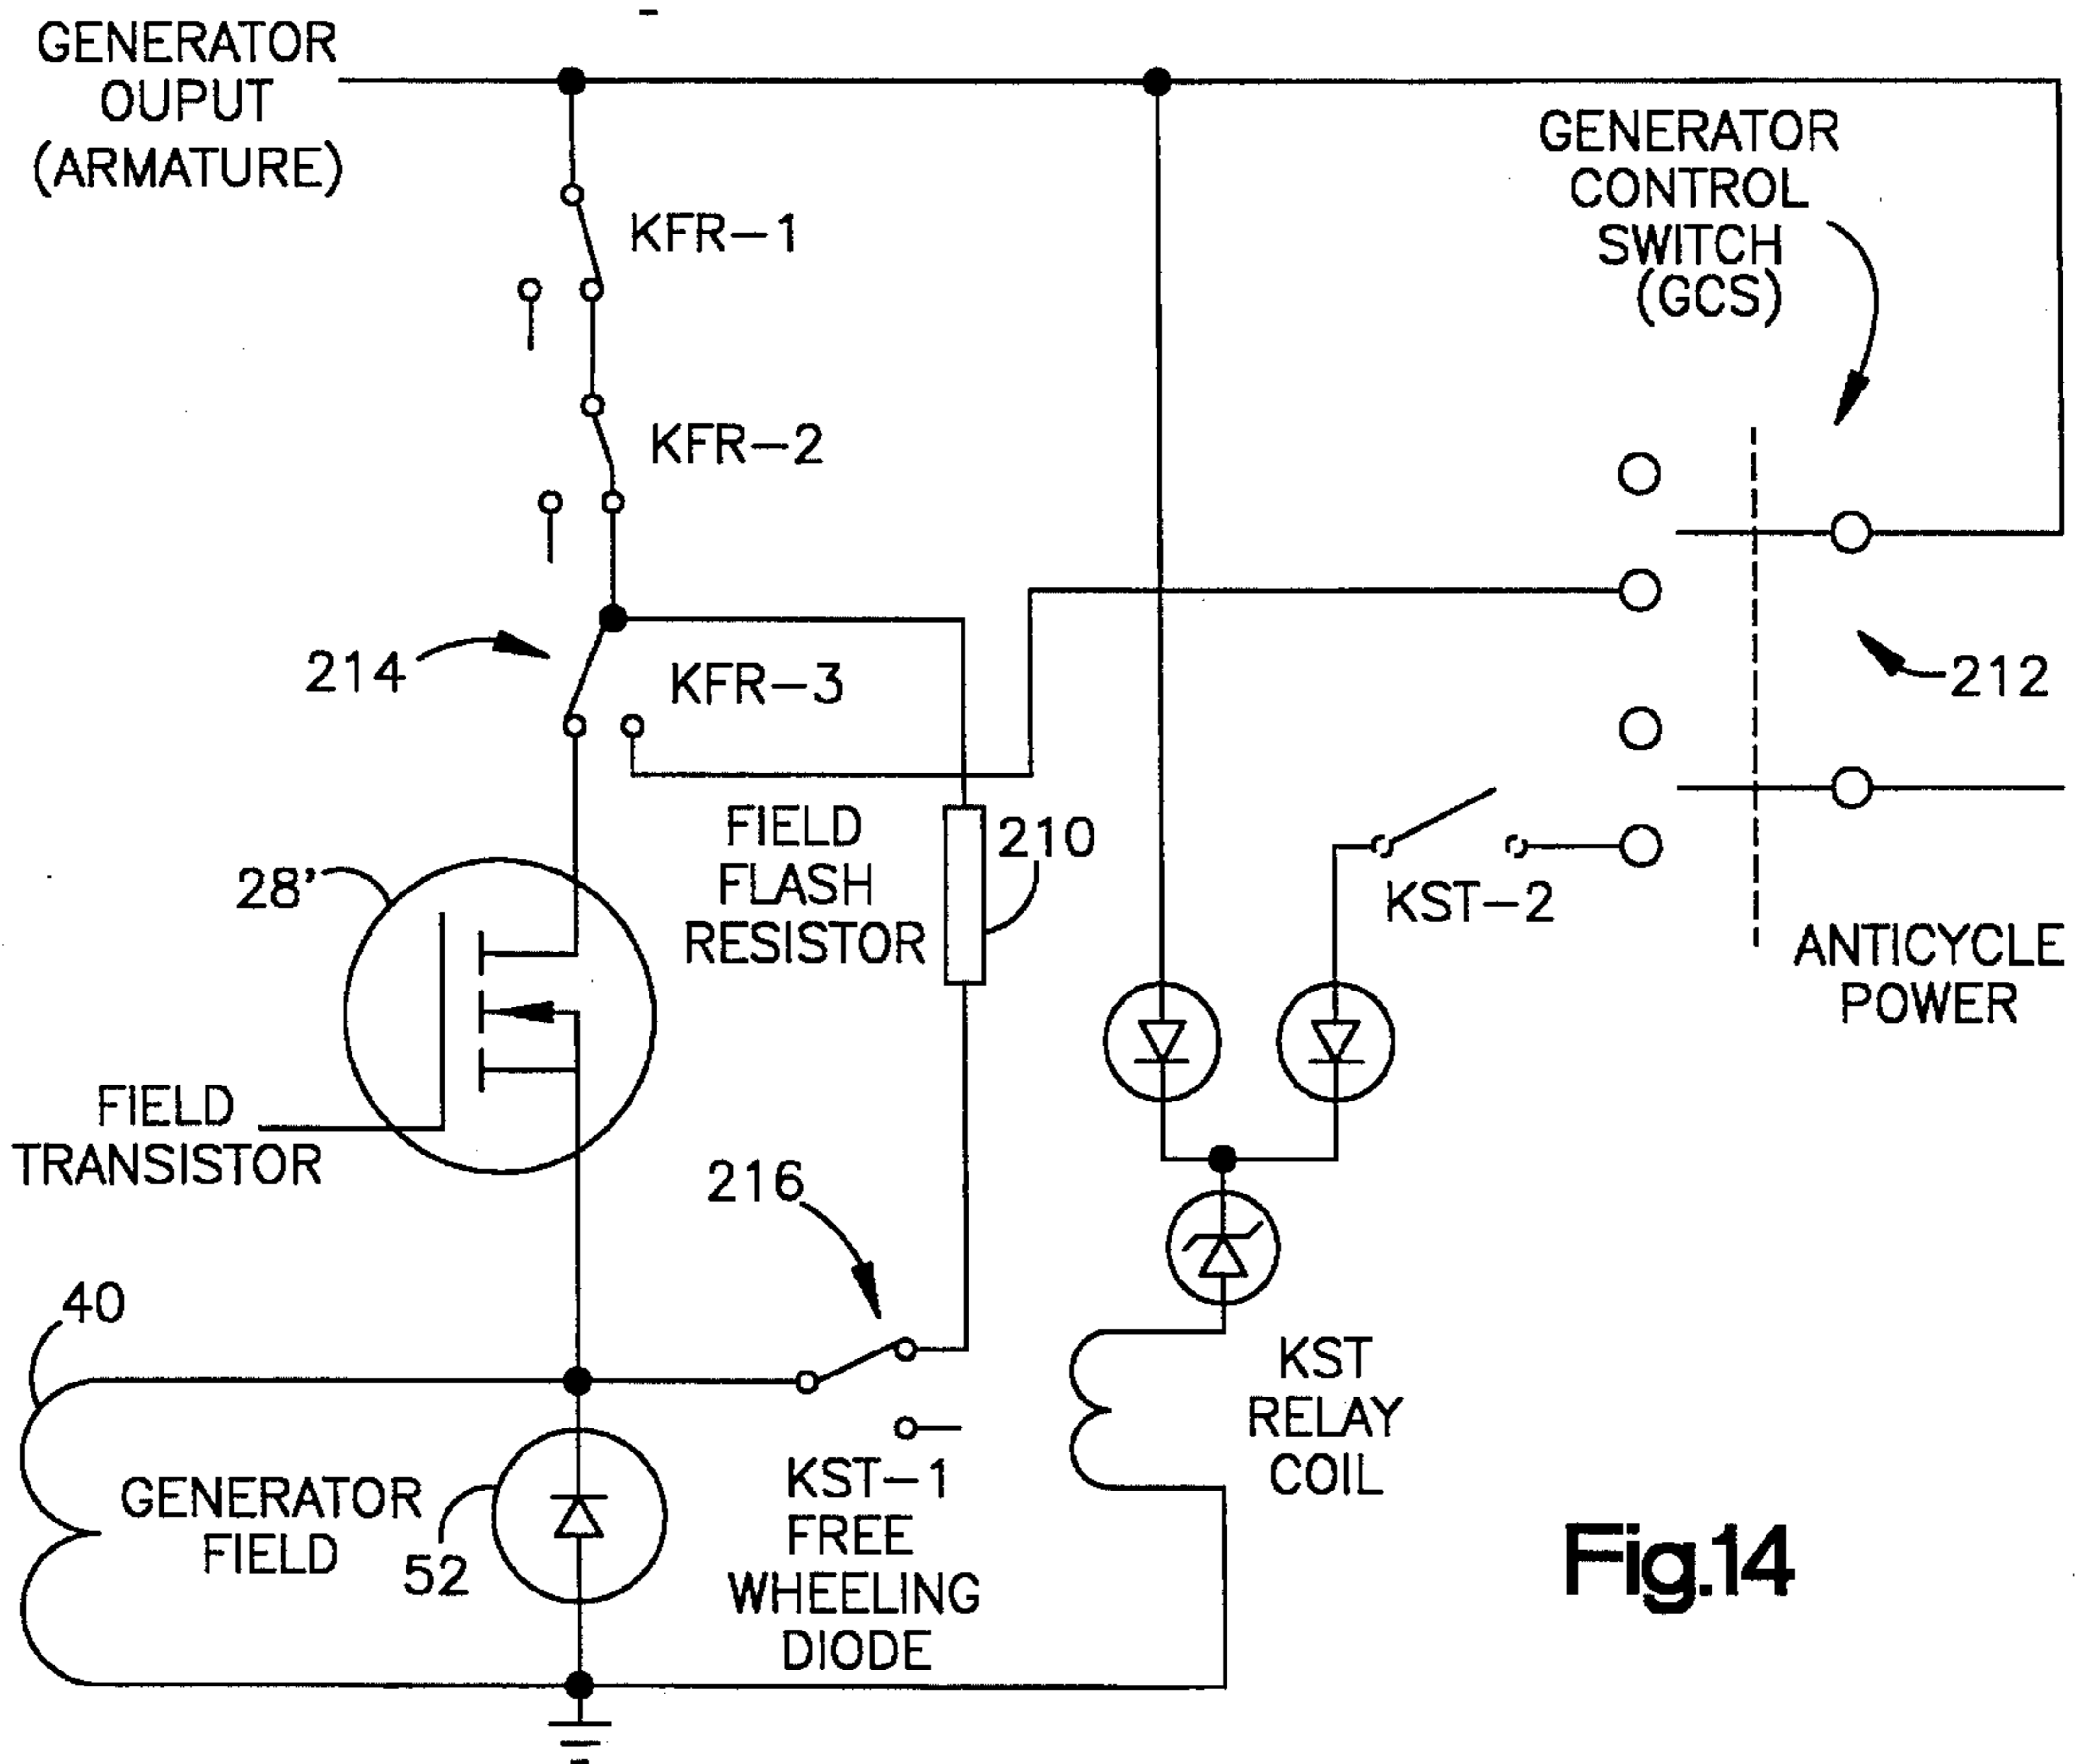 GENERATOR
OUPUT
(ARMATURE)
GENERATOR
CONTROL
SWITCH
(GCS)
KFR-1
KFR-2
214
KFR-3
212
FIELD
FLASH
RESISTOR
210
28'
KST-2
ANTICYCLE
POWER
FIELD
TRANSISTOR
216
40
KST
RELAY
COIL
GENERATOR
FIELD
52
KST-1
FREE
WHEELING
DIODE
Fig.14